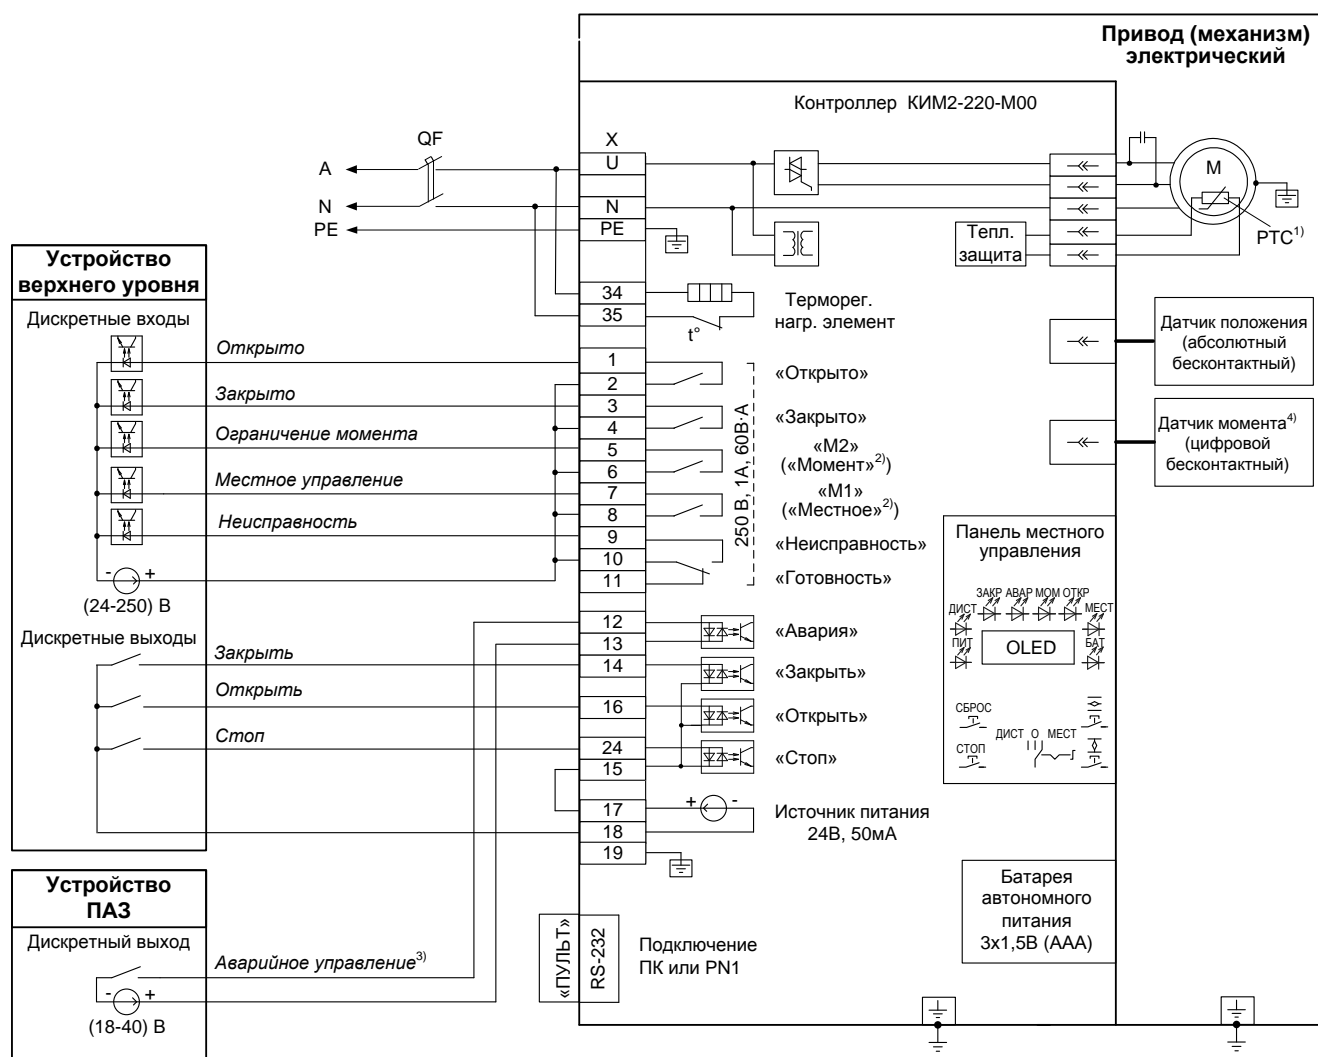 Привод (механизм)
электрический
Контроллер КИМ2-220-М00
QF
X
A
U
N
N
PE
PE
M
PTC1)
Тепл.
защита
Устройство
верхнего уровня
Дискретные входы
34
35
t°
Терморег.
нагр. элемент
Датчик положения
(абсолютный
бесконтактный)
Открыто
1
2
«Открыто»
Закрыто
3
4
«Закрыто»
Ограничение момента
5
6
«М2»
(«Момент»2))
Местное управление
7
8
«М1»
(«Местное»2))
Неисправность
9
10
11
«Неисправность»
«Готовность»
250 В, 1А, 60В·А
Датчик момента4)
(цифровой
бесконтактный)
- +
(24-250) В
Дискретные выходы
Панель местного
управления
ЗАКР АВАР МОМ ОТКР
ДИСТ
МЕСТ
ПИТ
OLED
БАТ
СБРОС
ДИСТ О МЕСТ
СТОП
12
13
«Авария»
Закрыть
14
«Закрыть»
Открыть
16
«Открыть»
Стоп
24
15
«Стоп»
17
18
19
+ -
Источник питания
24В, 50мА
Батарея
автономного
питания
3х1,5В (ААА)
Устройство
ПАЗ
Дискретный выход
Аварийное управление3)
- +
(18-40) В
«ПУЛЬТ»
RS-232
Подключение
ПК или PN1